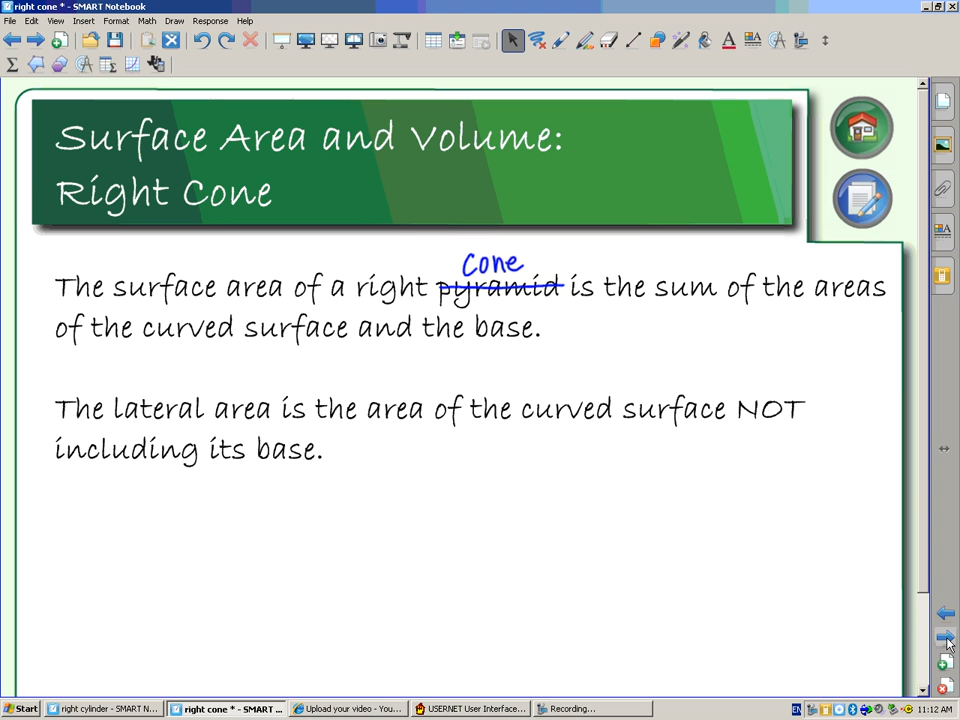 right cone * - SMART Notebook
File Edit View Insert Format Math Draw Response Help
Surface Area and Volume:
Right Cone
Cone
The surface area of a right pyramid is the sum of the areas
of the curved surface and the base.
The lateral area is the area of the curved surface NOT
including its base.
Start right cylinder - SMART N... right cone * - SMART ... Upload your video - You... USERNET User Interface... Recording... EN 11:12 AM